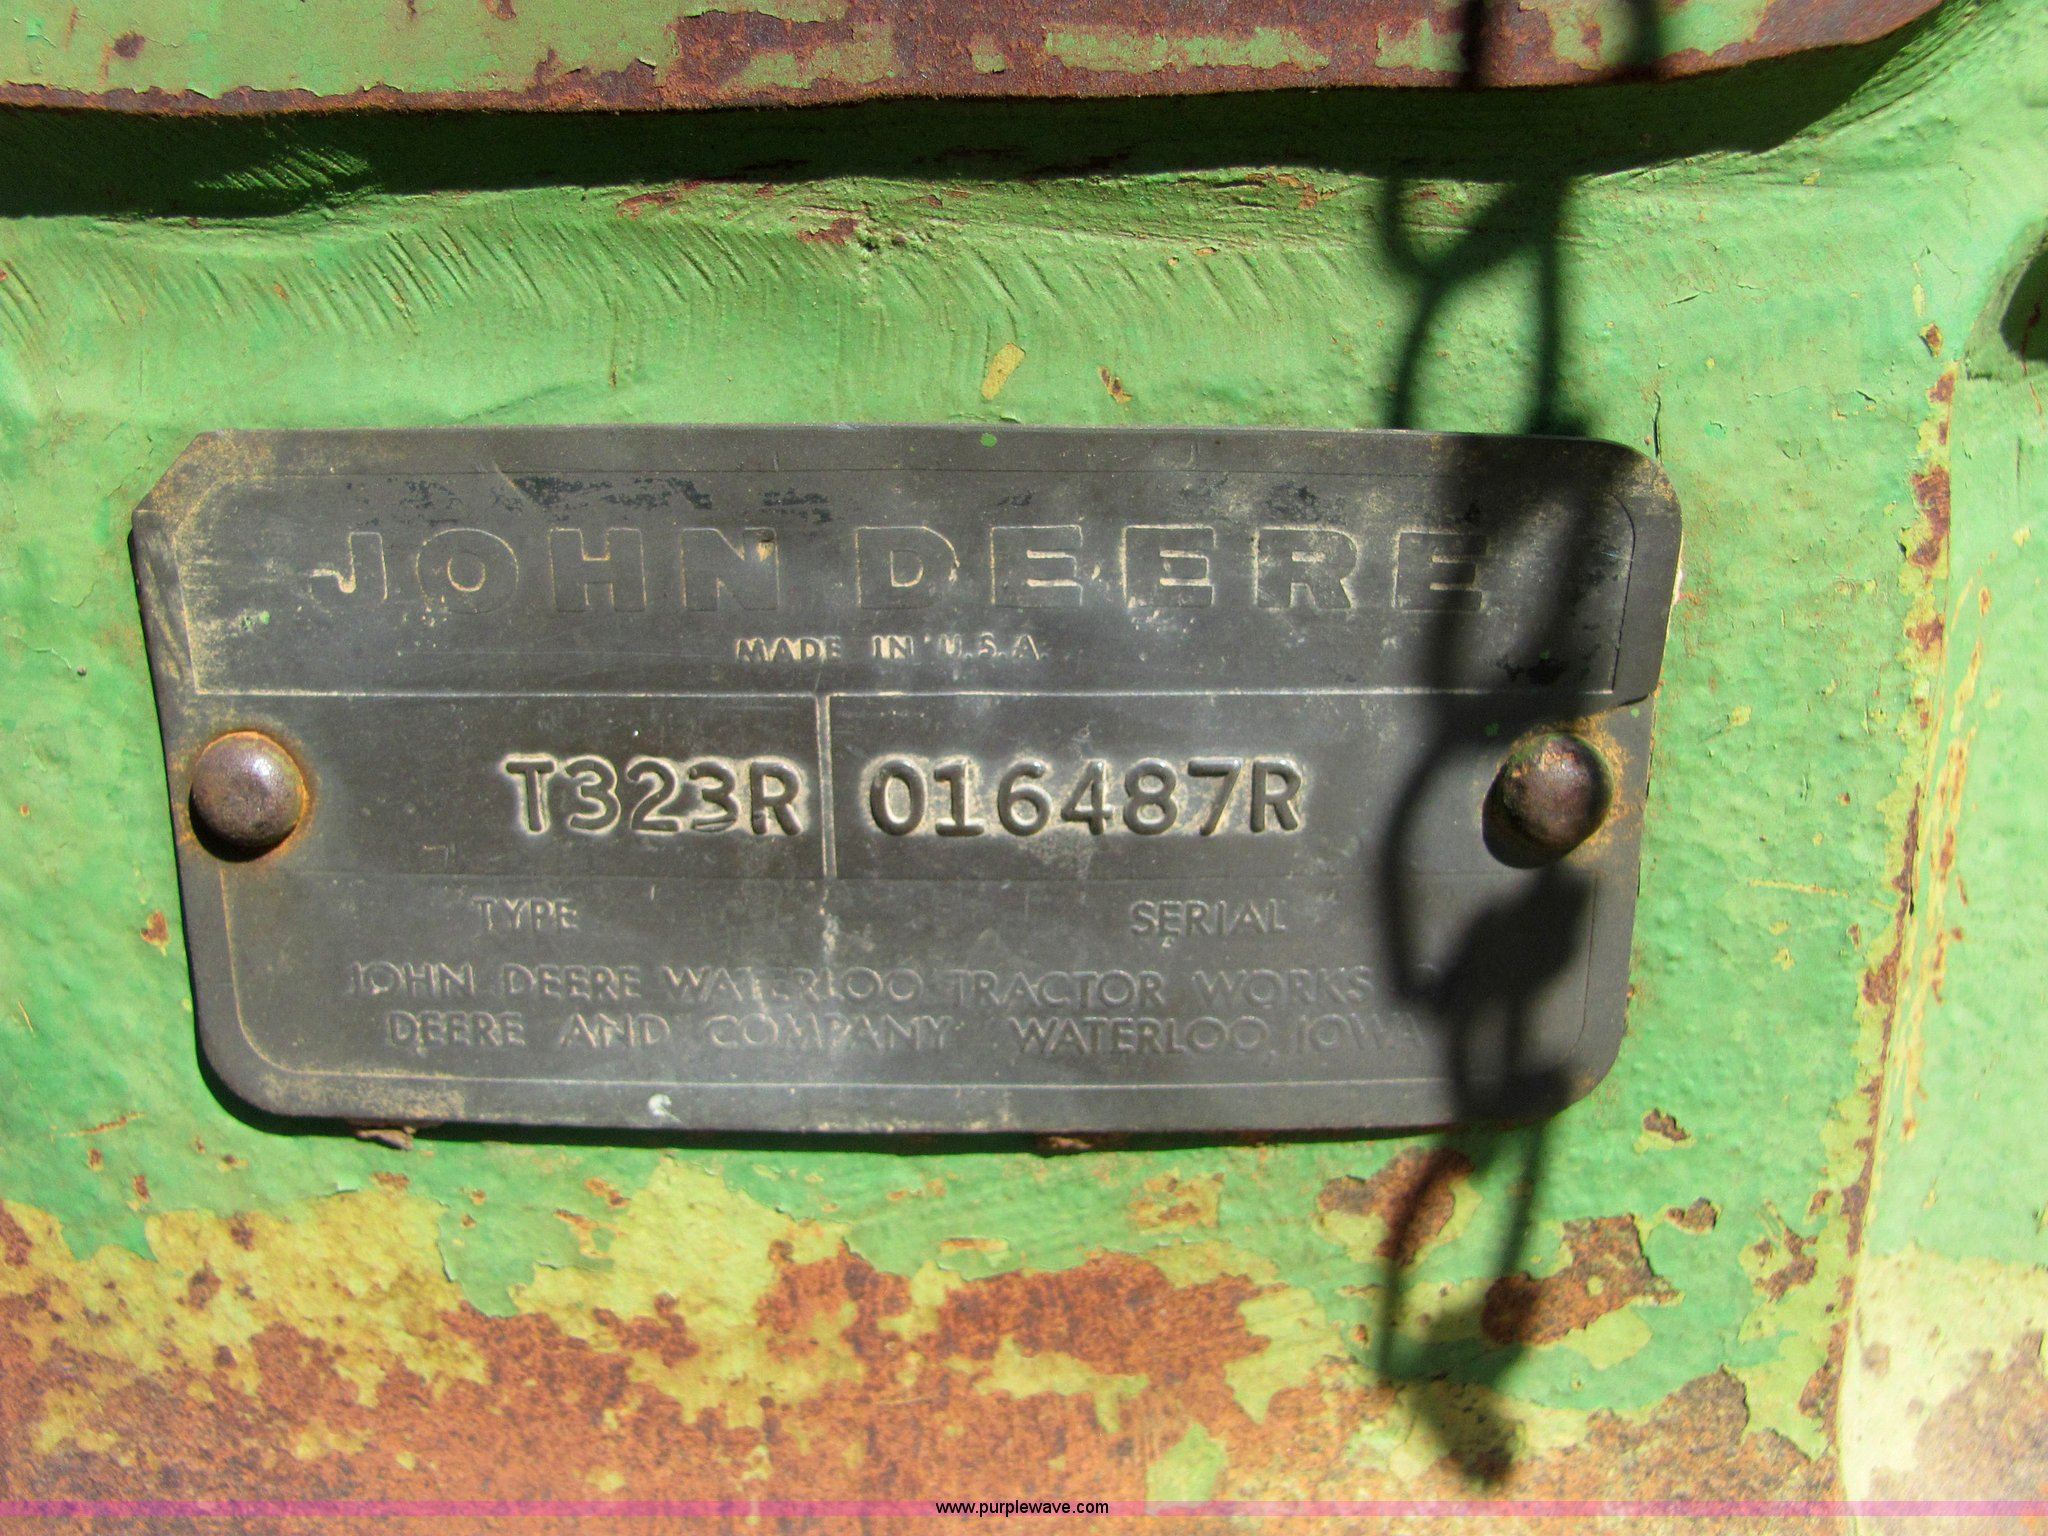 JOHN DEERE
MADE IN U.S.A.
T323R 016487R
TYPE SERIAL
JOHN DEERE WATERLOO TRACTOR WORKS
DEERE AND COMPANY WATERLOO, IOWA
www.purplewave.com